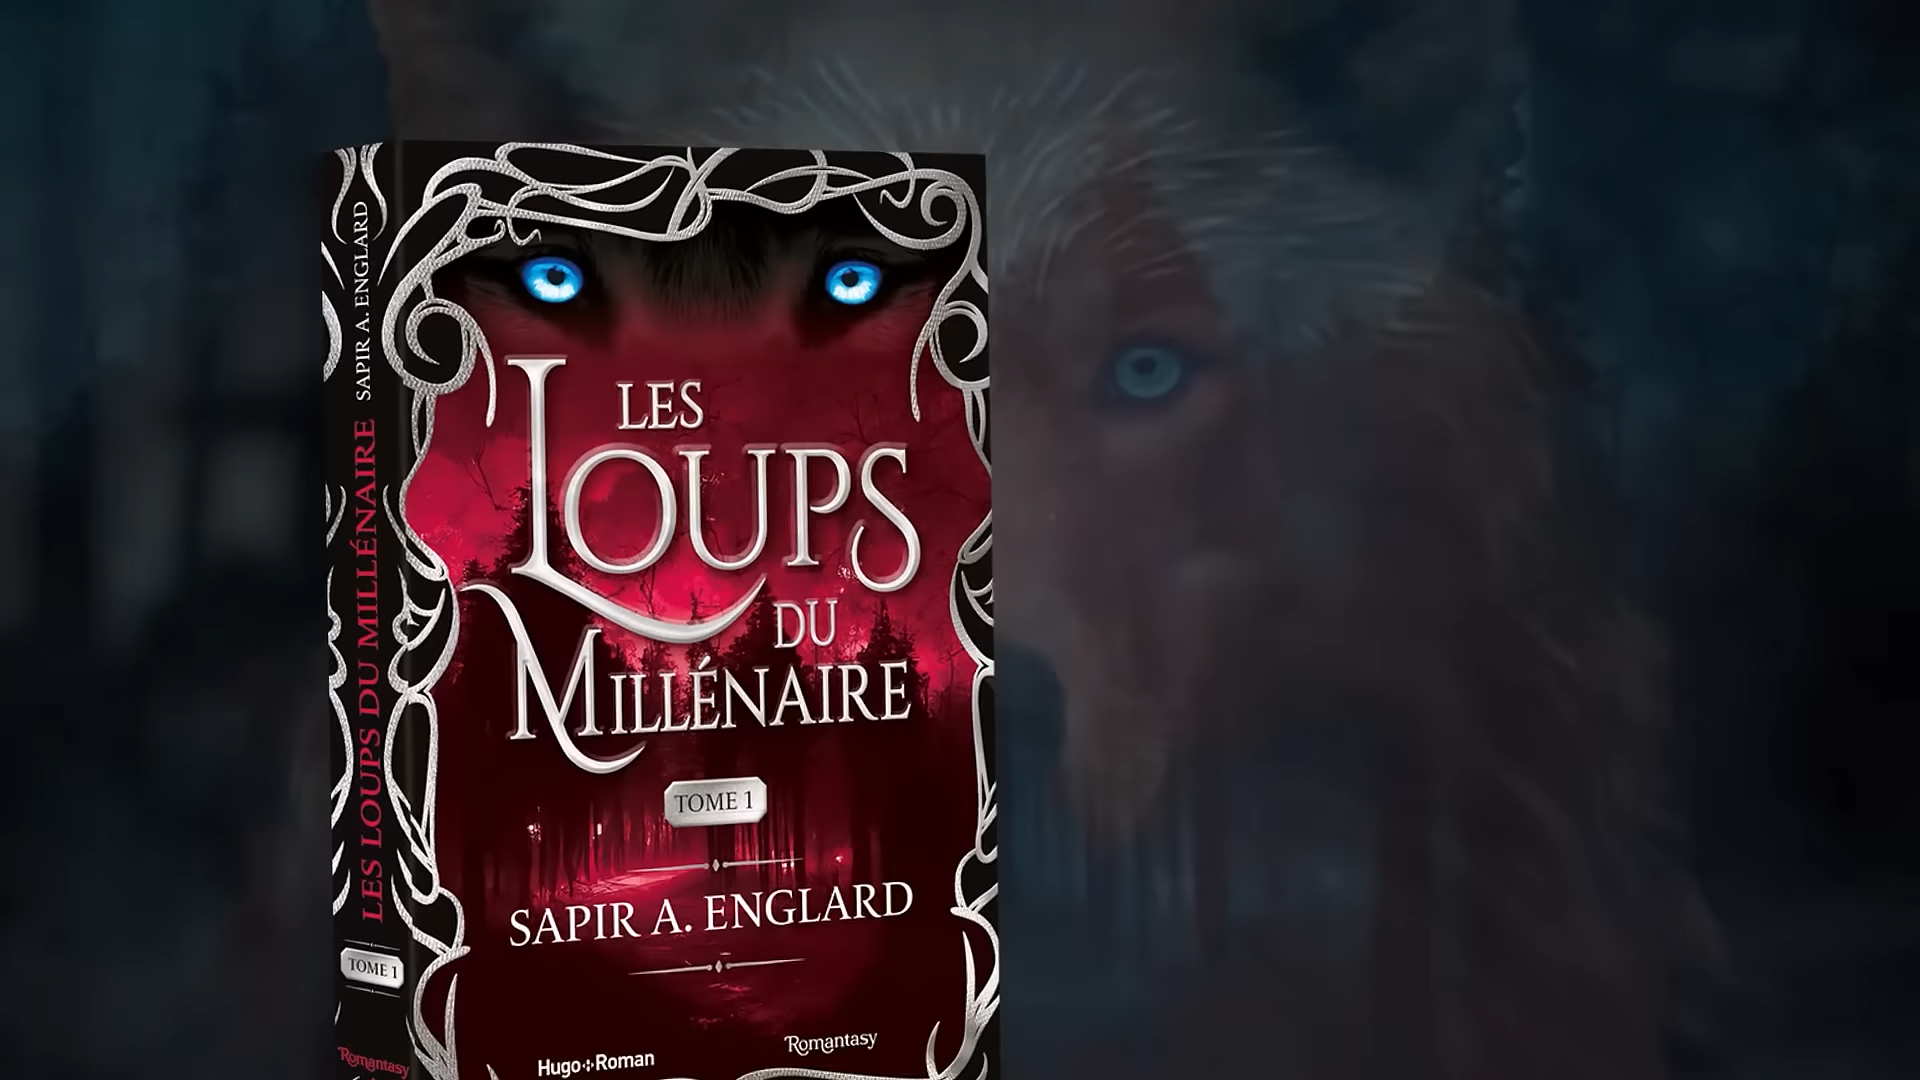 SAPIR A. ENGLARD
LES LOUPS DU MILLÉNAIRE
TOME 1
Romantasy
LES
LOUPS
DU
MILLÉNAIRE
TOME 1
SAPIR A. ENGLARD
Hugo Roman
Romantasy